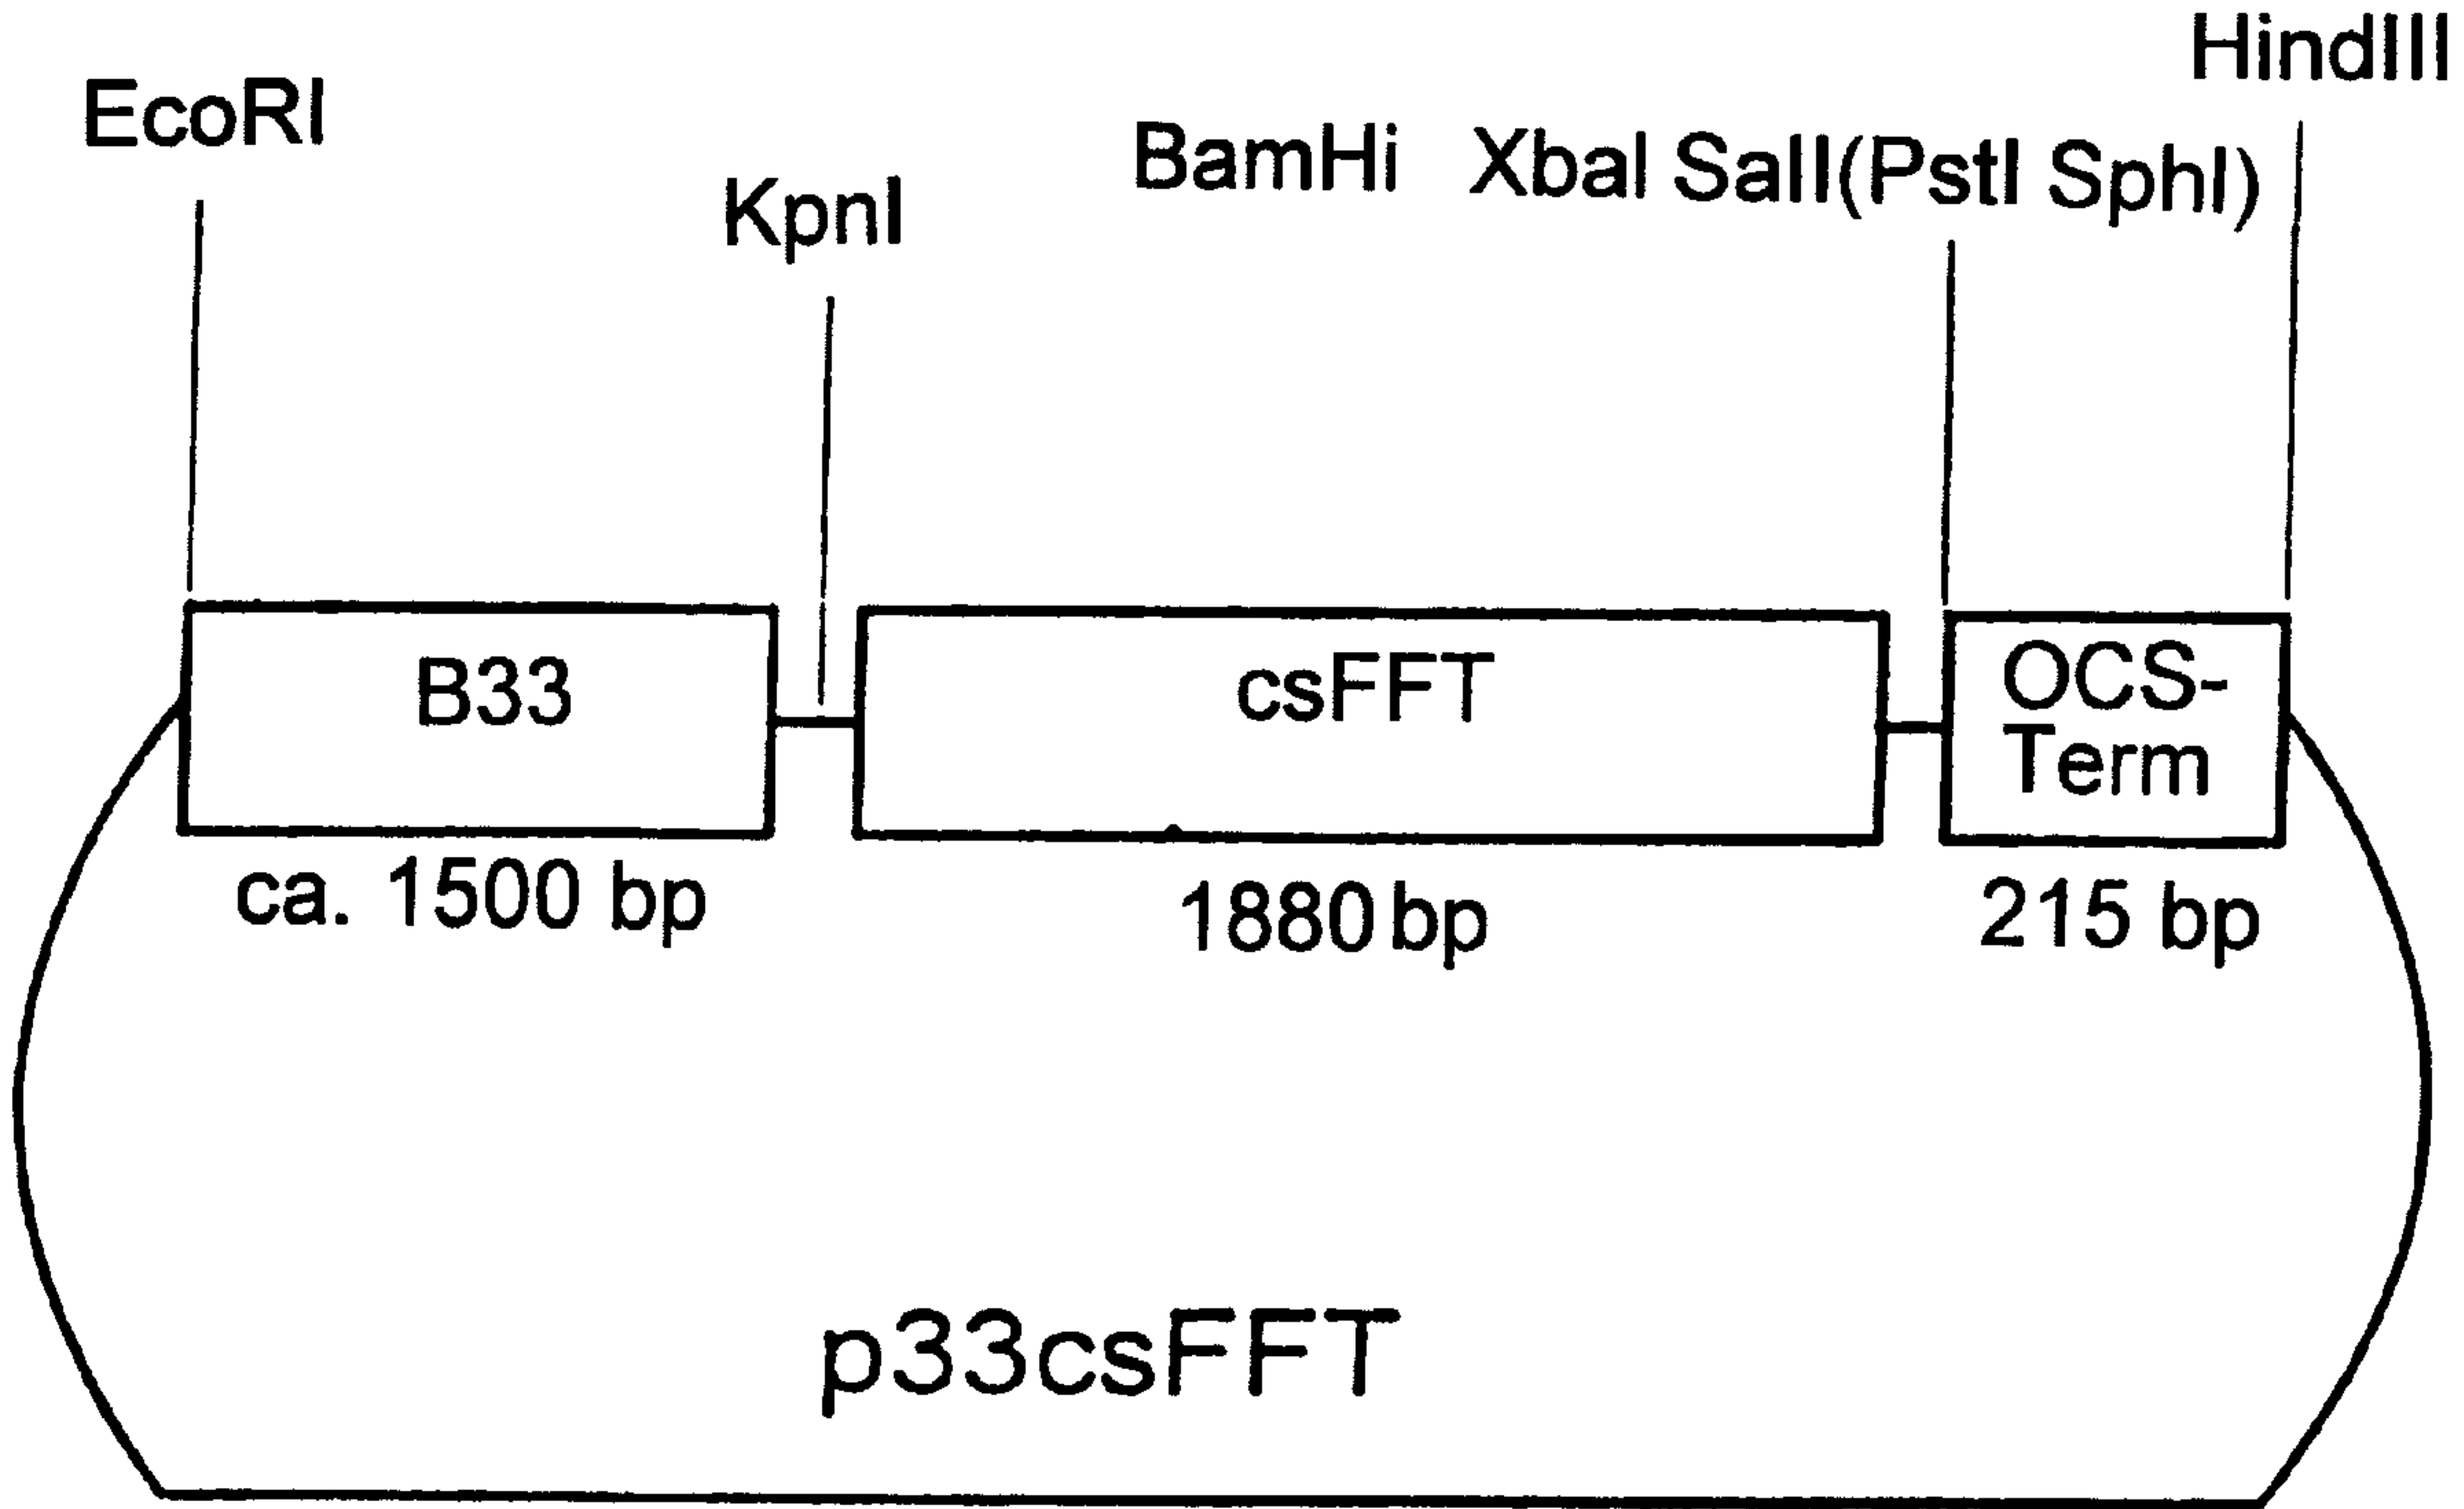 HindIII
EcoRI
BamHi XbaI SalI(PstI SphI)
KpnI
B33
csFFT
OCS-
Term
ca. 1500 bp
1880 bp
215 bp
p33csFFT